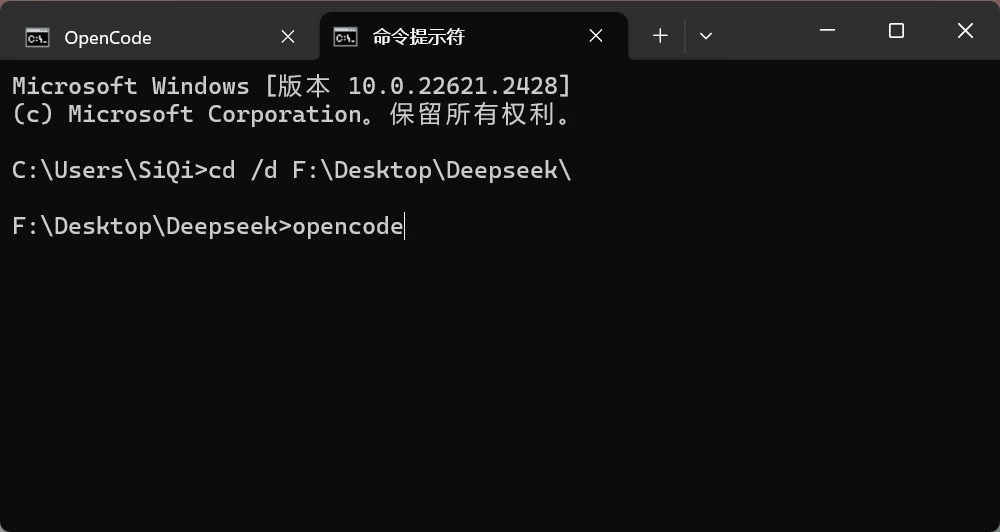 OpenCode
命令提示符
Microsoft Windows [版本 10.0.22621.2428]
(c) Microsoft Corporation。保留所有权利。
C:\Users\SiQi>cd /d F:\Desktop\Deepseek\
F:\Desktop\Deepseek>opencode